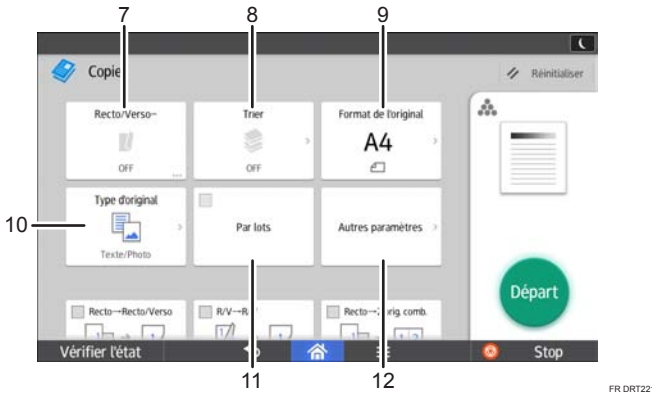 7 8 9
Copie
Réinitialiser
Recto/Verso
OFF
Trier
OFF
Format de l'original
A4
10
Type d'original
Texte/Photo
Par lots
Autres paramètres
Départ
Recto→Recto/Verso
R/V→R/V
Recto→2 orig. comb.
Vérifier l'état
Stop
11 12
FR DRT22